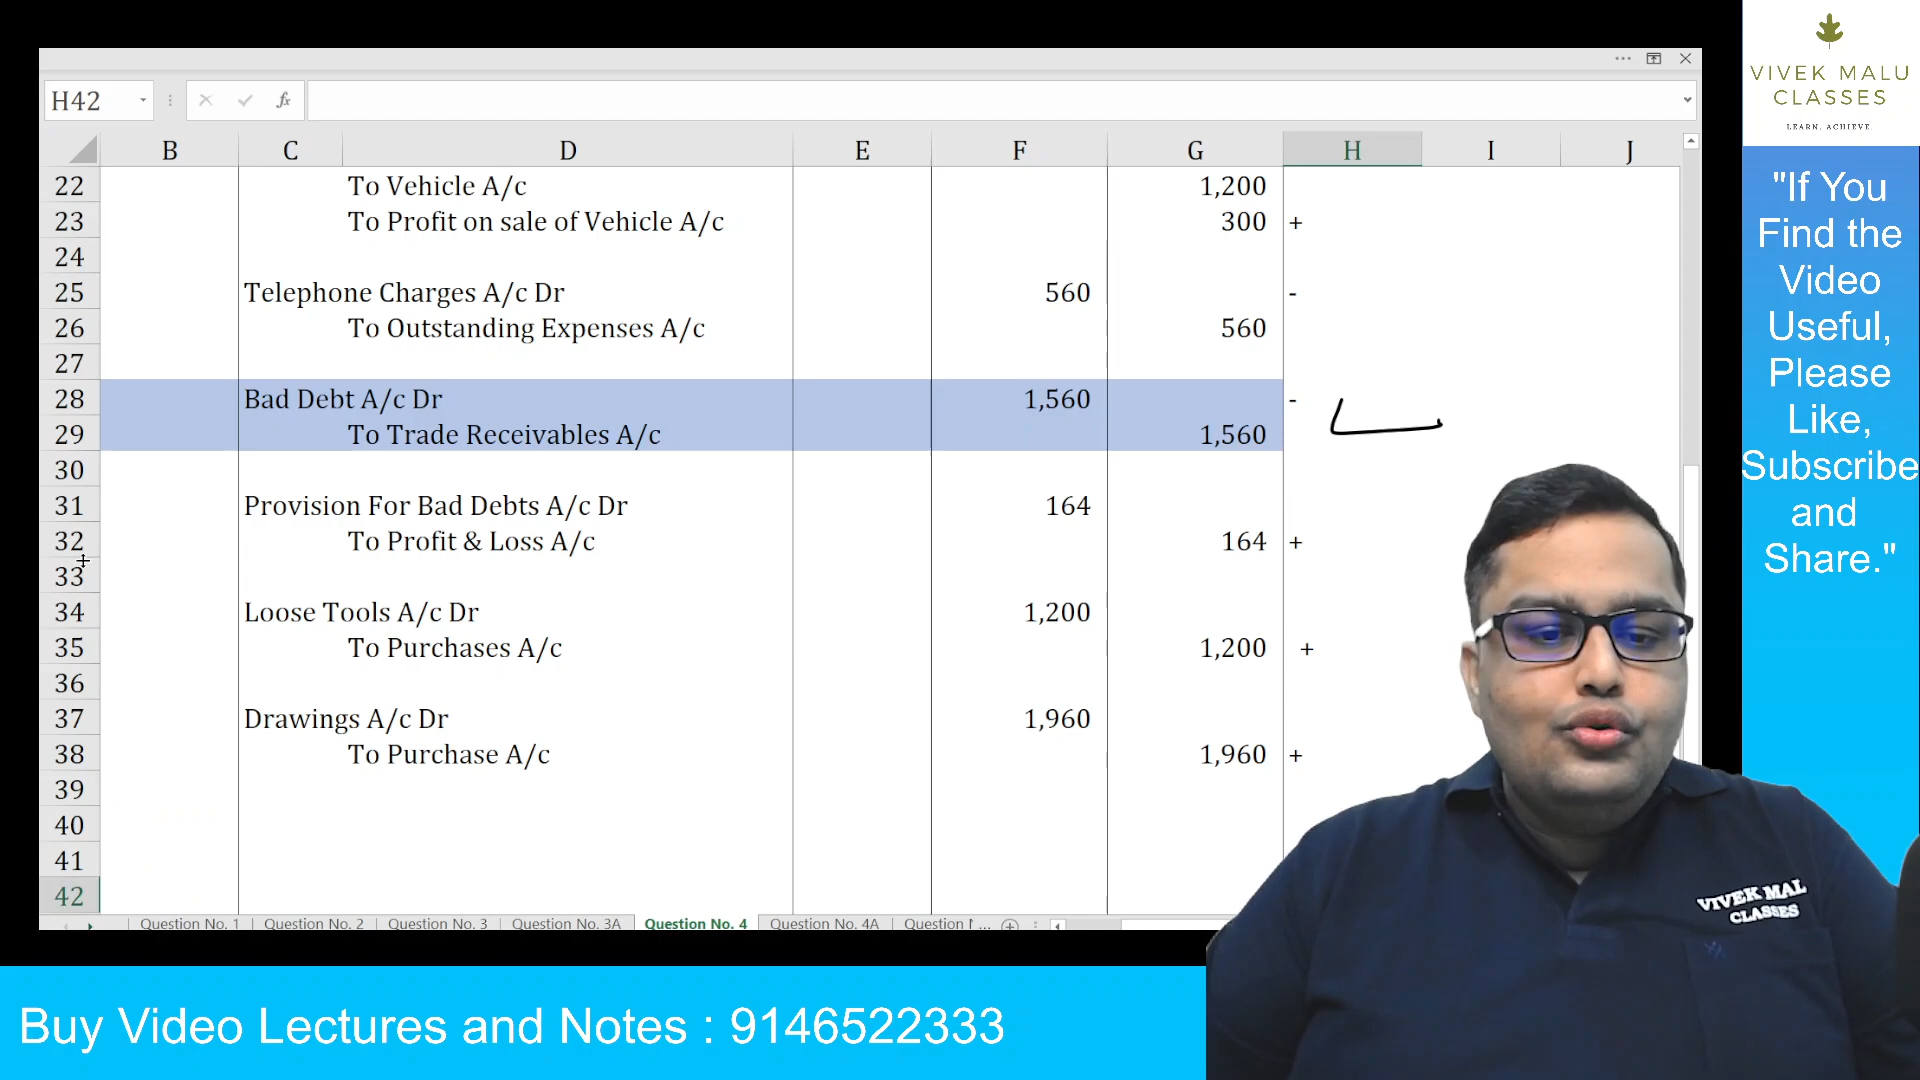 H42
fx
B C D E F G H I J
22 To Vehicle A/c 1,200
23 To Profit on sale of Vehicle A/c 300 +
24
25 Telephone Charges A/c Dr 560 -
26 To Outstanding Expenses A/c 560
27
28 Bad Debt A/c Dr 1,560 -
29 To Trade Receivables A/c 1,560
30
31 Provision For Bad Debts A/c Dr 164
32 To Profit & Loss A/c 164 +
33
34 Loose Tools A/c Dr 1,200
35 To Purchases A/c 1,200 +
36
37 Drawings A/c Dr 1,960
38 To Purchase A/c 1,960 +
39
40
41
42
Question No. 1 Question No. 2 Question No. 3 Question No. 3A Question No. 4 Question No. 4A Question ...
VIVEK MALU
CLASSES
LEARN. ACHIEVE.
"If You
Find the
Video
Useful,
Please
Like,
Subscribe
and
Share."
VIVEK MAL
CLASSES
Buy Video Lectures and Notes : 9146522333